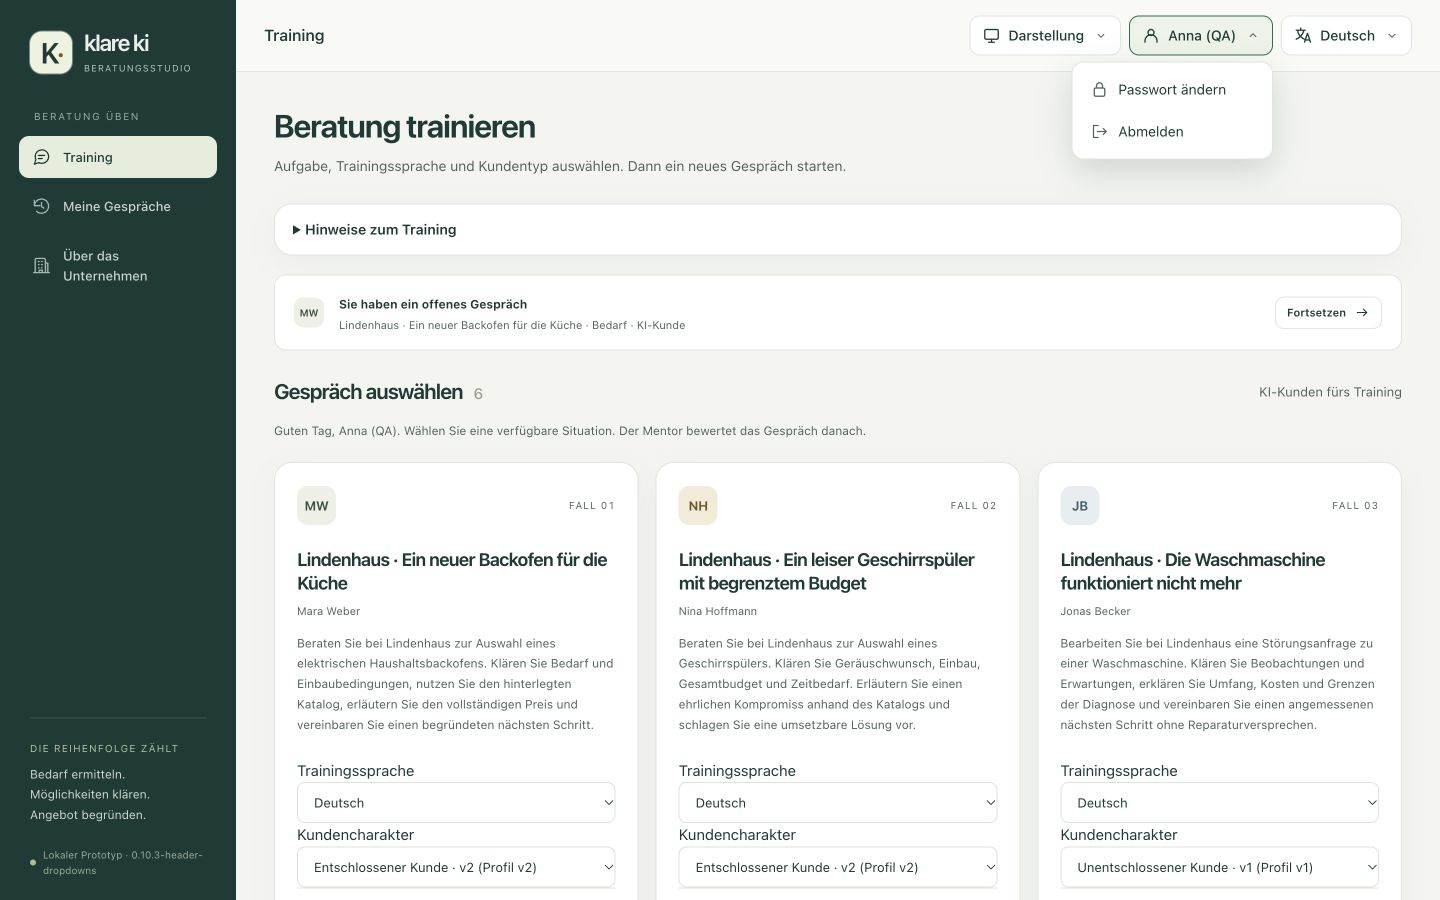 K.
klare ki
BERATUNGSSTUDIO
BERATUNG ÜBEN
Training
Meine Gespräche
Über das
Unternehmen
DIE REIHENFOLGE ZÄHLT
Bedarf ermitteln.
Möglichkeiten klären.
Angebot begründen.
Lokaler Prototyp · 0.10.3-header-
dropdowns
Training
Darstellung
Anna (QA)
Deutsch
Passwort ändern
Abmelden
Beratung trainieren
Aufgabe, Trainingssprache und Kundentyp auswählen. Dann ein neues Gespräch starten.
Hinweise zum Training
MW
Sie haben ein offenes Gespräch
Lindenhaus · Ein neuer Backofen für die Küche · Bedarf · KI-Kunde
Fortsetzen
Gespräch auswählen 6
KI-Kunden fürs Training
Guten Tag, Anna (QA). Wählen Sie eine verfügbare Situation. Der Mentor bewertet das Gespräch danach.
MW
FALL 01
Lindenhaus · Ein neuer Backofen für die
Küche
Mara Weber
Beraten Sie bei Lindenhaus zur Auswahl eines
elektrischen Haushaltsbackofens. Klären Sie Bedarf und
Einbaubedingungen, nutzen Sie den hinterlegten
Katalog, erläutern Sie den vollständigen Preis und
vereinbaren Sie einen begründeten nächsten Schritt.
Trainingssprache
Deutsch
Kundencharakter
Entschlossener Kunde · v2 (Profil v2)
NH
FALL 02
Lindenhaus · Ein leiser Geschirrspüler
mit begrenztem Budget
Nina Hoffmann
Beraten Sie bei Lindenhaus zur Auswahl eines
Geschirrspülers. Klären Sie Geräuschwunsch, Einbau,
Gesamtbudget und Zeitbedarf. Erläutern Sie einen
ehrlichen Kompromiss anhand des Katalogs und
schlagen Sie eine umsetzbare Lösung vor.
Trainingssprache
Deutsch
Kundencharakter
Entschlossener Kunde · v2 (Profil v2)
JB
FALL 03
Lindenhaus · Die Waschmaschine
funktioniert nicht mehr
Jonas Becker
Bearbeiten Sie bei Lindenhaus eine Störungsanfrage zu
einer Waschmaschine. Klären Sie Beobachtungen und
Erwartungen, erklären Sie Umfang, Kosten und Grenzen
der Diagnose und vereinbaren Sie einen angemessenen
nächsten Schritt ohne Reparaturversprechen.
Trainingssprache
Deutsch
Kundencharakter
Unentschlossener Kunde · v1 (Profil v1)